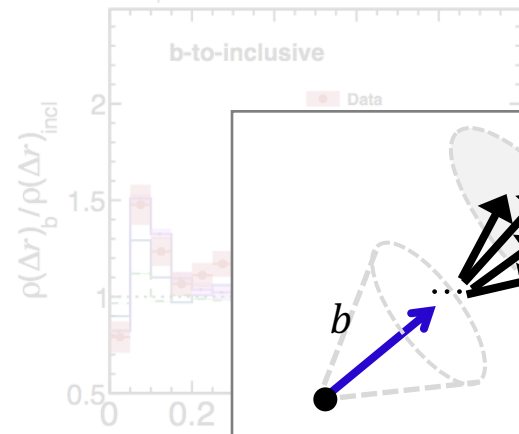 b-to-inclusive
Data
ρ(Δr)b / ρ(Δr)incl
2
1.5
1
0.5
0
0.2
b